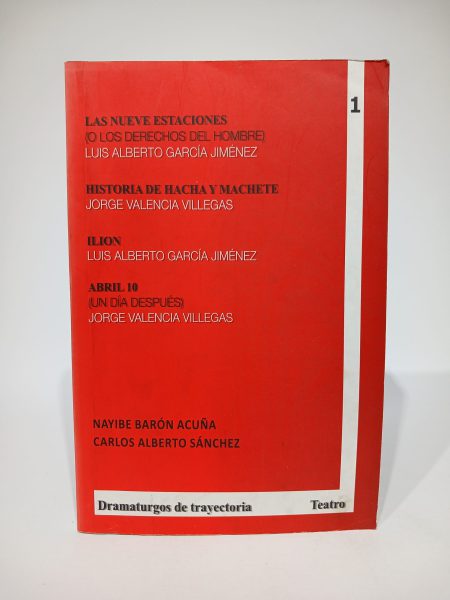 1
LAS NUEVE ESTACIONES
(O LOS DERECHOS DEL HOMBRE)
LUIS ALBERTO GARCÍA JIMÉNEZ
HISTORIA DE HACHA Y MACHETE
JORGE VALENCIA VILLEGAS
ILION
LUIS ALBERTO GARCÍA JIMÉNEZ
ABRIL 10
(UN DÍA DESPUÉS)
JORGE VALENCIA VILLEGAS
NAYIBE BARÓN ACUÑA
CARLOS ALBERTO SÁNCHEZ
Dramaturgos de trayectoria Teatro